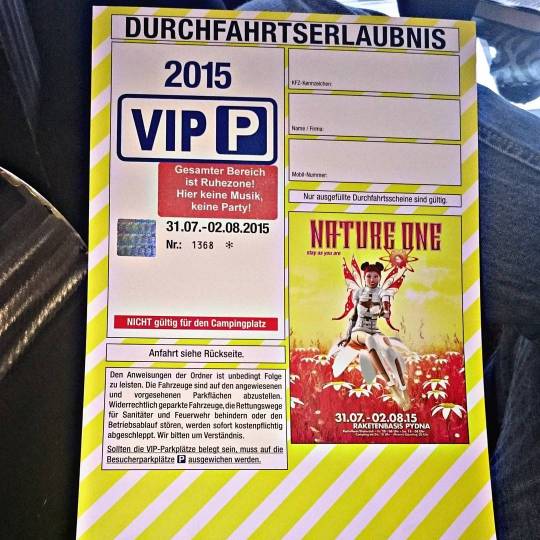 DURCHFAHRTSERLAUBNIS
2015
VIP P
Gesamter Bereich
ist Ruhezone!
Hier keine Musik,
keine Party!
31.07.-02.08.2015
Nr.: 1368 *
NICHT gültig für den Campingplatz
Anfahrt siehe Rückseite.
Den Anweisungen der Ordner ist unbedingt Folge
zu leisten. Die Fahrzeuge sind auf den angewiesenen
und vorgesehenen Parkflächen abzustellen.
Widerrechtlich geparkte Fahrzeuge, die Rettungswege
für Sanitäter und Feuerwehr behindern oder den
Betriebsablauf stören, werden sofort kostenpflichtig
abgeschleppt. Wir bitten um Verständnis.
Sollten die VIP-Parkplätze belegt sein, muss auf die
Besucherparkplätze P ausgewichen werden.
KFZ-Kennzeichen:
Name / Firma:
Mobil-Nummer:
Nur ausgefüllte Durchfahrtsscheine sind gültig.
NATURE ONE
stay as you are
31.07.-02.08.15
RAKETENBASIS PYDNA